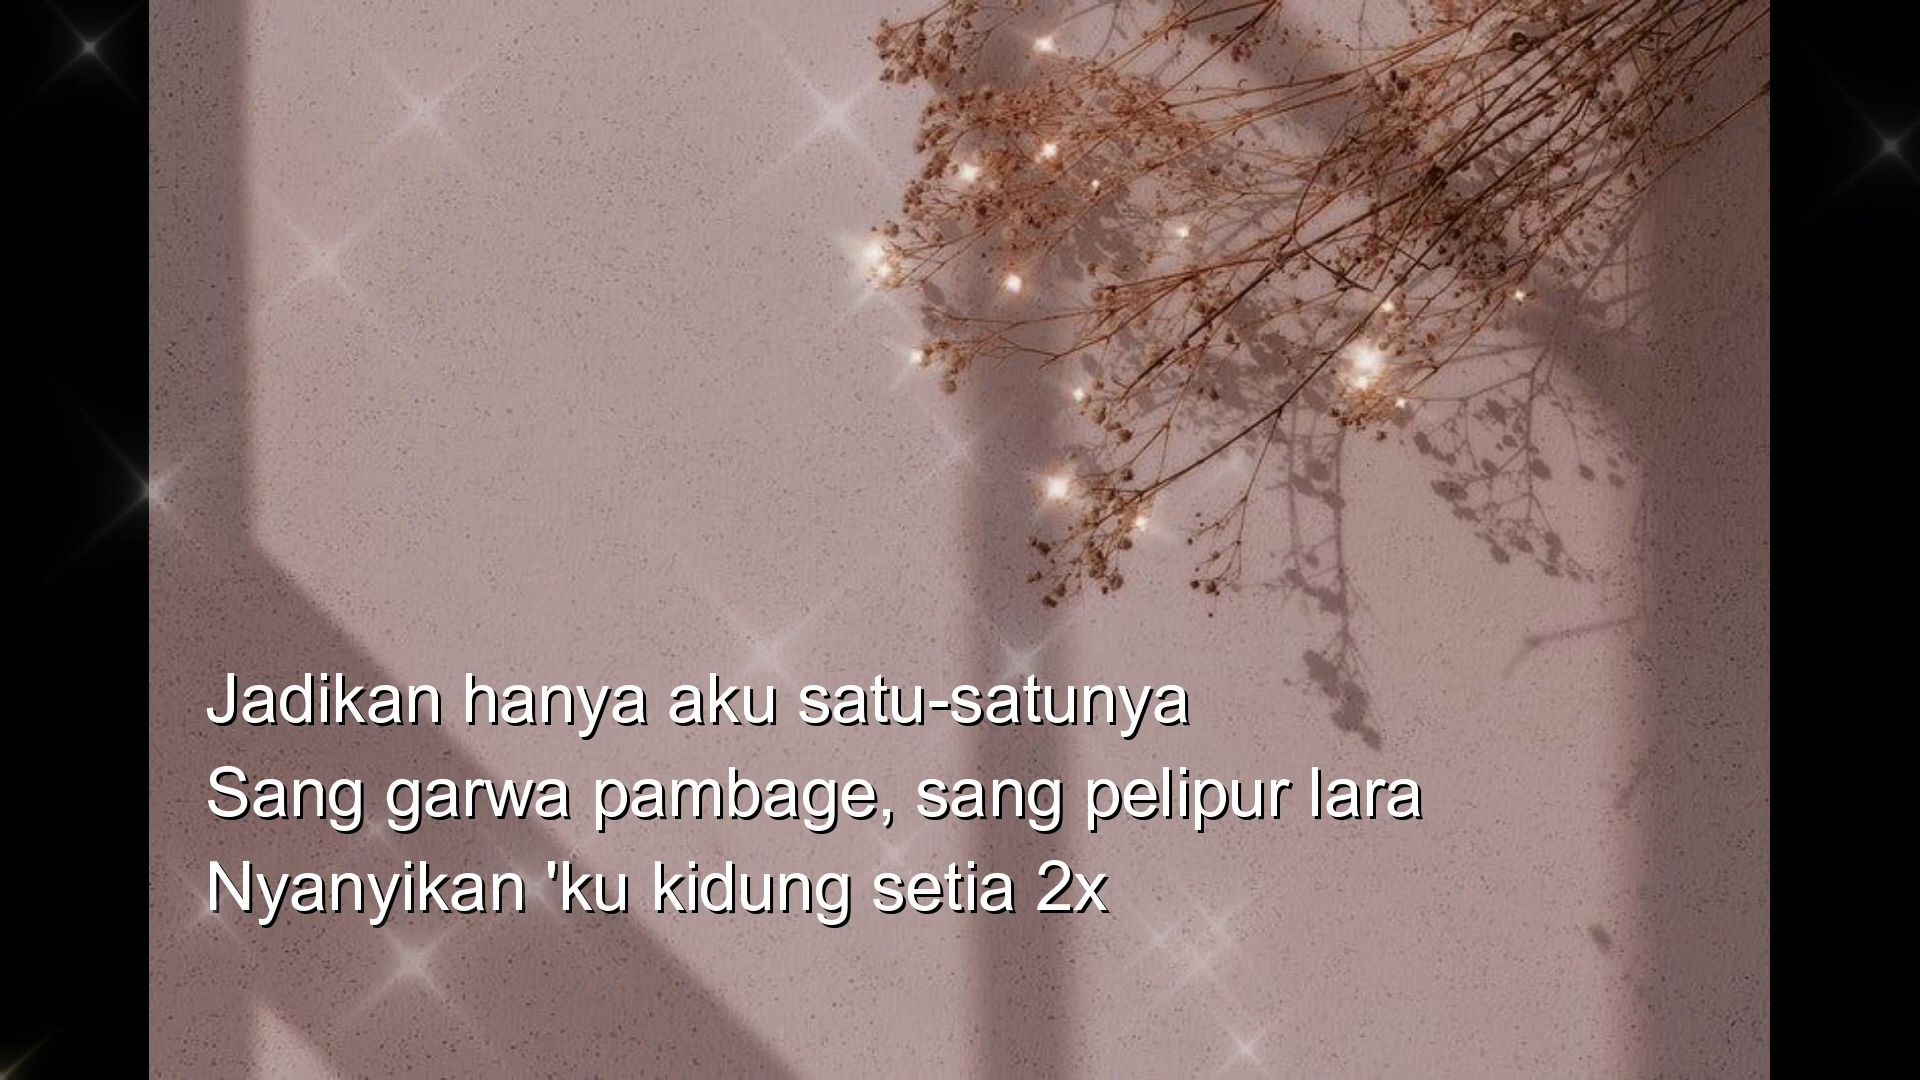 Jadikan hanya aku satu-satunya
Sang garwa pambage, sang pelipur lara
Nyanyikan 'ku kidung setia 2x